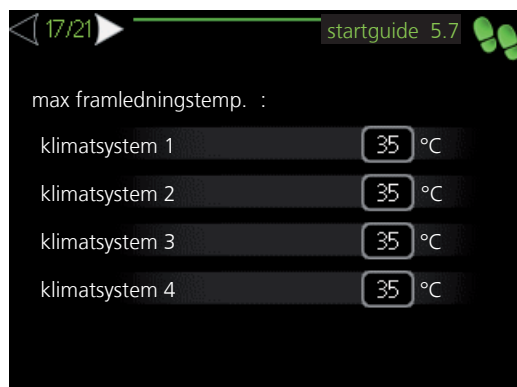 17/21 startguide 5.7
max framledningstemp. :
klimatsystem 1 35 °C
klimatsystem 2 35 °C
klimatsystem 3 35 °C
klimatsystem 4 35 °C